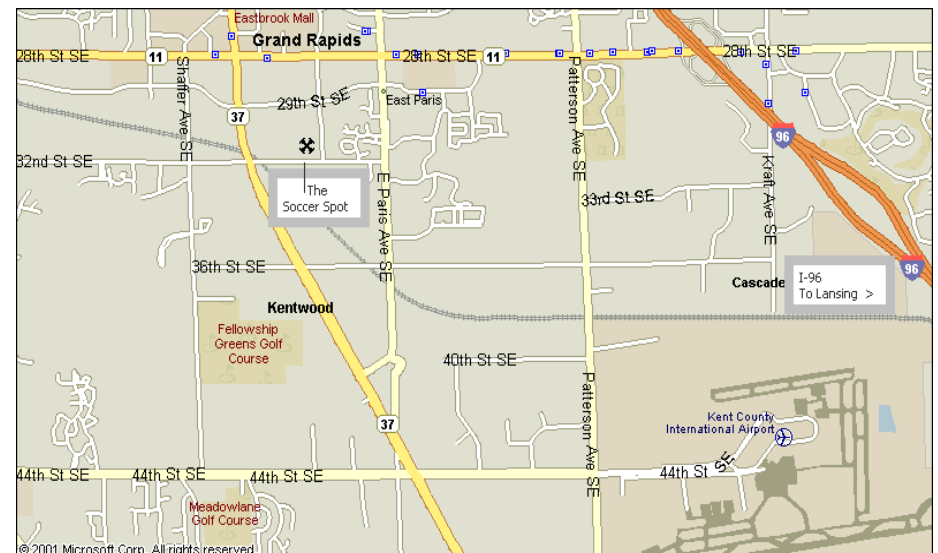 Eastbrook Mall
Grand Rapids
28th St SE
11
28th St SE
11
28th St SE
Shaffer Ave SE
29th St SE
East Paris
Patterson Ave SE
37
96
32nd St SE
The
Soccer Spot
E Paris Ave SE
33rd St SE
Kraft Ave SE
36th St SE
96
Cascade
I-96
To Lansing >
Kentwood
Fellowship
Greens Golf
Course
40th St SE
Patterson Ave SE
37
Kent County
International Airport
44th St SE
44th St SE
44th St SE
44th St SE
Meadowlane
Golf Course
© 2001 Microsoft Corp. All rights reserved